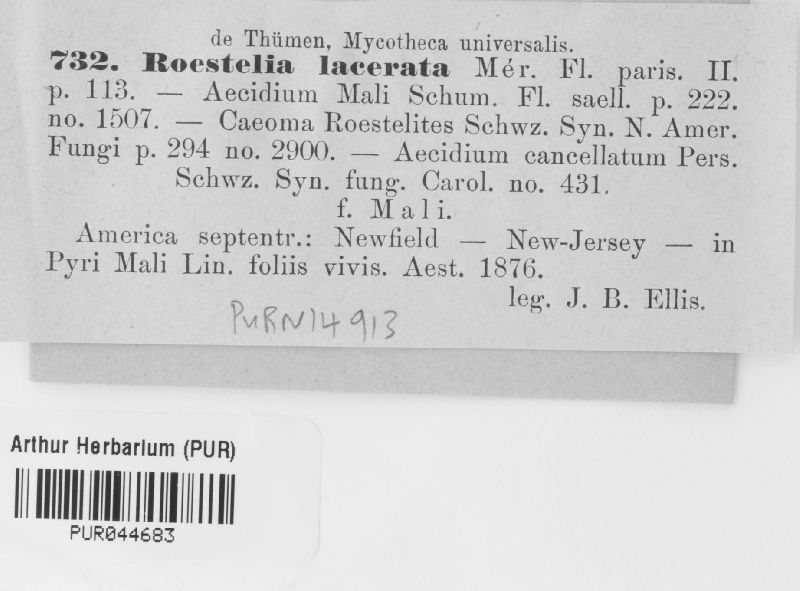 de Thümen, Mycotheca universalis.
732. Roestelia lacerata Mér. Fl. paris. II.
p. 113. — Aecidium Mali Schum. Fl. saell. p. 222.
no. 1507. — Caeoma Roestelites Schwz. Syn. N. Amer.
Fungi p. 294 no. 2900. — Aecidium cancellatum Pers.
Schwz. Syn. fung. Carol. no. 431.
f. Mali.
America septentr.: Newfield — New-Jersey — in
Pyri Mali Lin. foliis vivis. Aest. 1876.
leg. J. B. Ellis.
PURN14913
Arthur Herbarium (PUR)
PUR044683